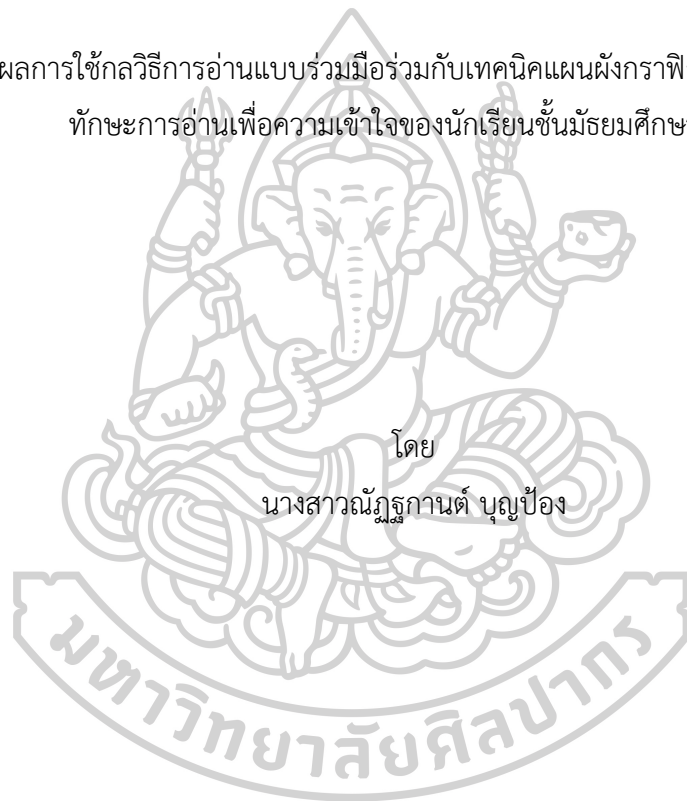 ผลการใช้กลวิธีการอ่านแบบร่วมมือร่วมกับเทคนิคแผนผังกราฟิ
ทักษะการอ่านเพื่อความเข้าใจของนักเรียนชั้นมัธยมศึกษ
โดย
นางสาวณัฏฐกานต์ บุญป้อง
มหาวิทยาลัยศิลปากร